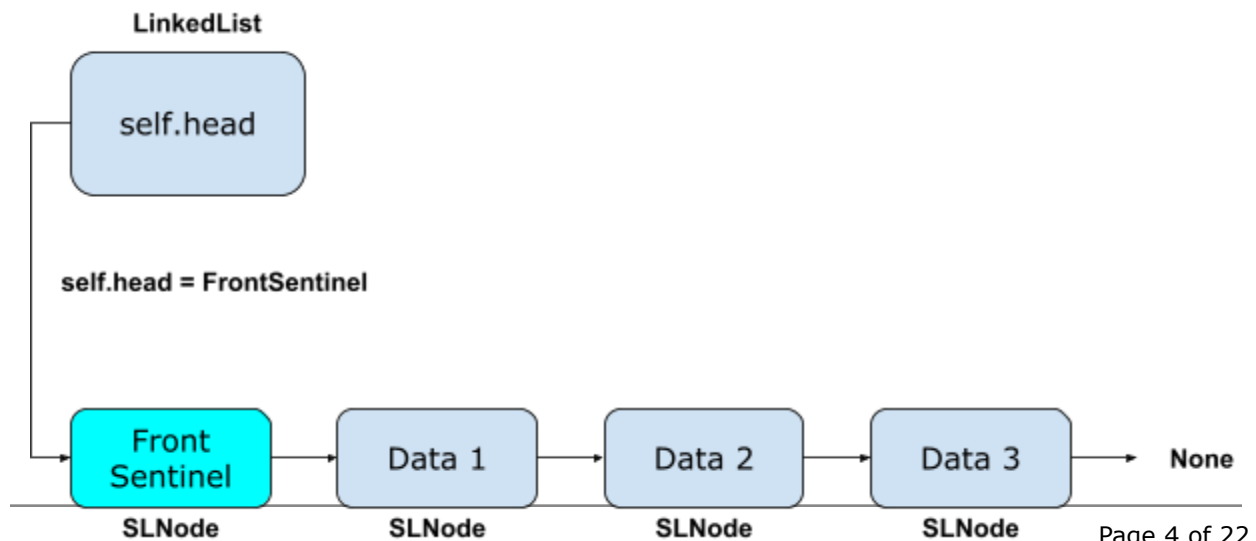 LinkedList
self.head
self.head = FrontSentinel
Front
Sentinel
Data 1
Data 2
Data 3
None
SLNode
SLNode
SLNode
SLNode
Page 4 of 22